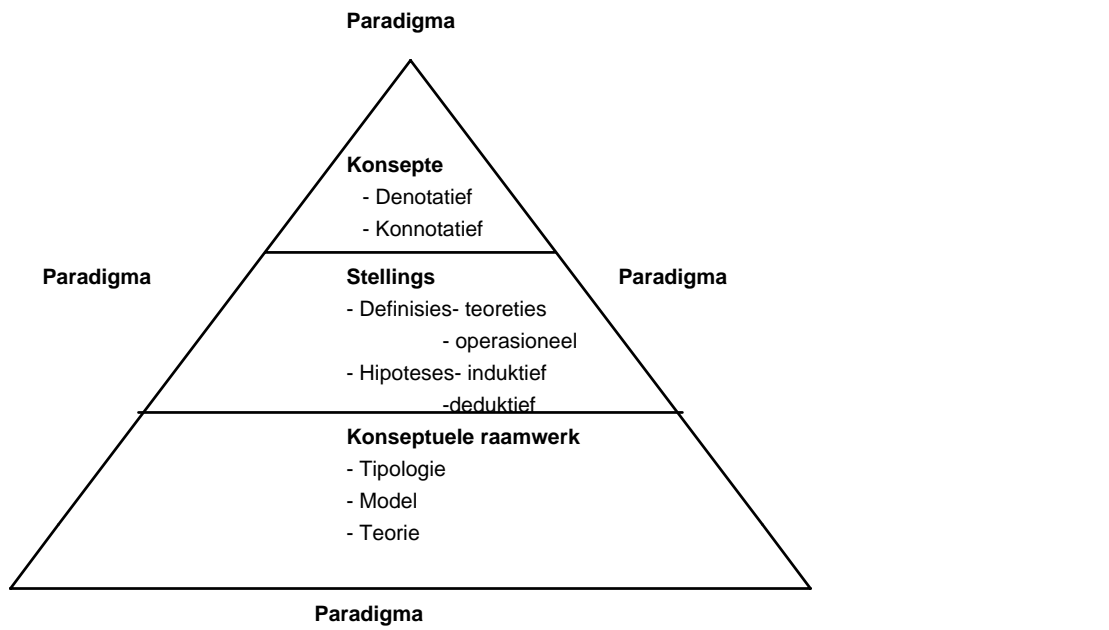 Paradigma
Konsepte
- Denotatief
- Konnotatief
Paradigma
Stellings
Paradigma
- Definisies- teoreties
- operasioneel
- Hipoteses- induktief
-deduktief
Konseptuele raamwerk
- Tipologie
- Model
- Teorie
Paradigma